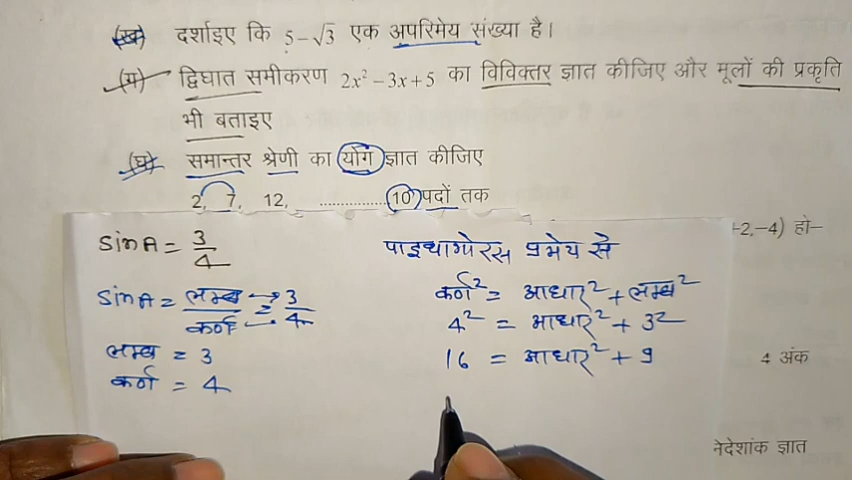 (ख) दर्शाइए कि 5−√3 एक अपरिमेय संख्या है।
(ग) द्विघात समीकरण 2x² − 3x + 5 का विविक्तर ज्ञात कीजिए और मूलों की प्रकृति
भी बताइए
(घ) समान्तर श्रेणी का योग ज्ञात कीजिए
2, 7, 12, ................10 पदों तक
-2,−4) हो–
sinA = 3/4
sinA = लम्ब/कर्ण = 3/4
लम्ब = 3
कर्ण = 4
पाइथागोरस प्रमेय से
कर्ण² = आधार² + लम्ब²
4² = आधार² + 3²
16 = आधार² + 9
4 अंक
नेदेशांक ज्ञात